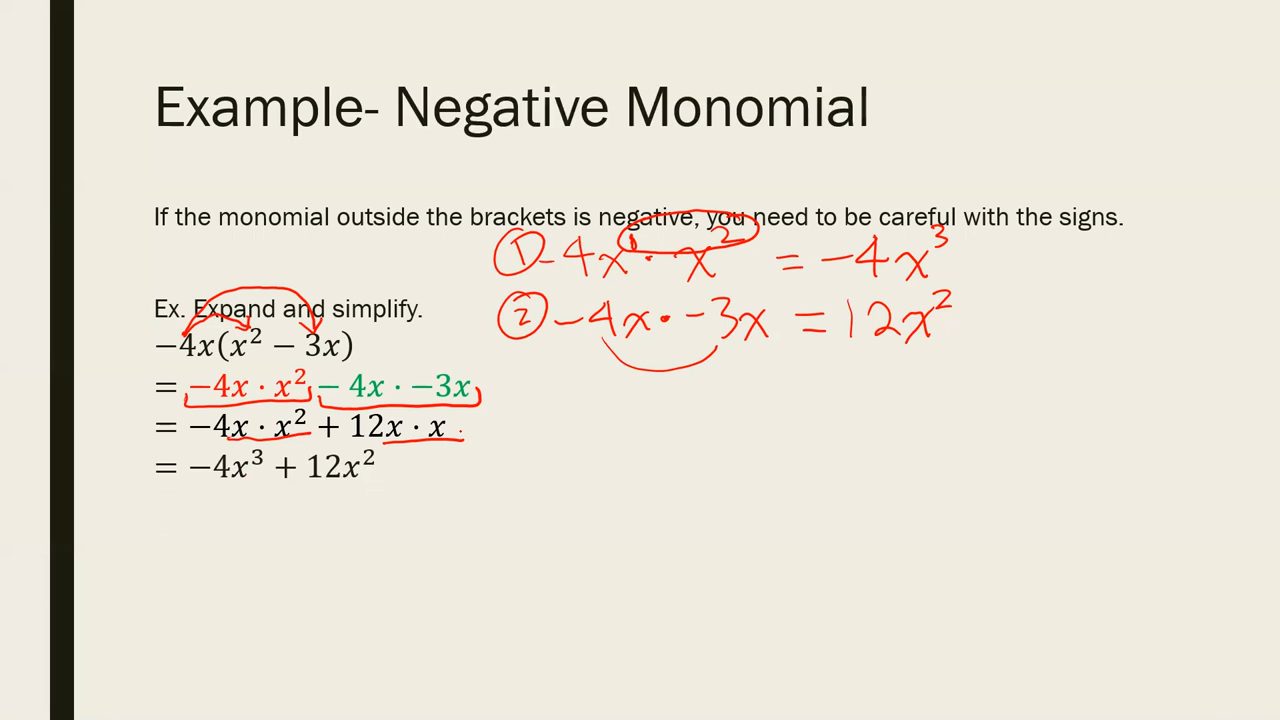 Example- Negative Monomial
If the monomial outside the brackets is negative, you need to be careful with the signs.
① -4x¹ · x² = -4x³
Ex. Expand and simplify.
② -4x · -3x = 12x²
−4x(x² − 3x)
= −4x · x² − 4x · −3x
= −4x · x² + 12x · x
= −4x³ + 12x²